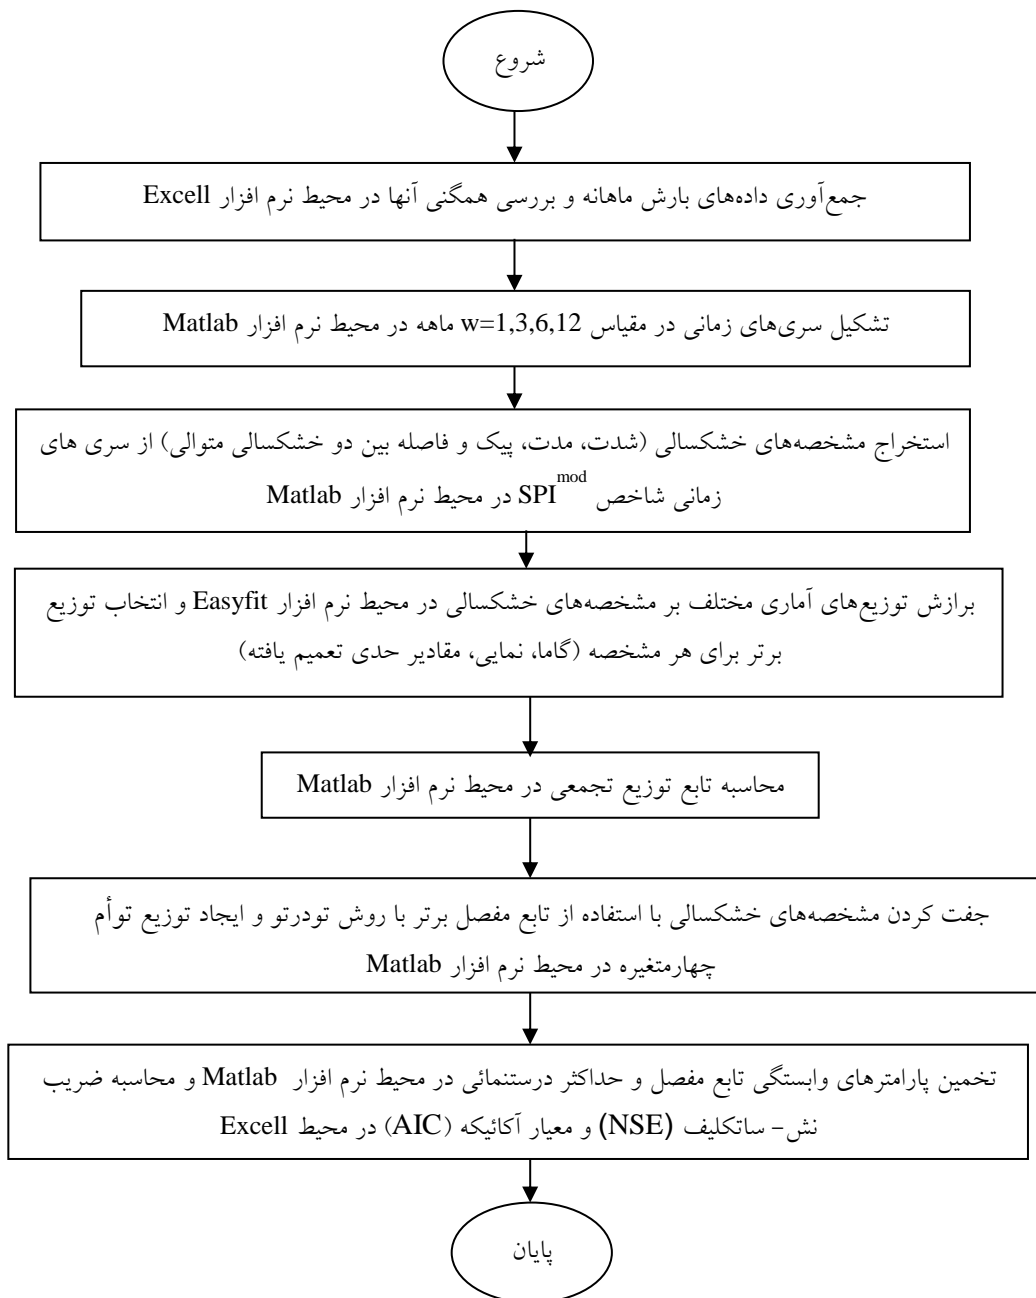 شروع
جمع‌آوری داده‌های بارش ماهانه و بررسی همگنی آنها در محیط نرم افزار Excell
تشکیل سری‌های زمانی در مقیاس w=1,3,6,12 ماهه در محیط نرم افزار Matlab
استخراج مشخصه‌های خشکسالی (شدت، مدت، پیک و فاصله بین دو خشکسالی متوالی) از سری های
زمانی شاخص SPI^mod در محیط نرم افزار Matlab
برازش توزیع‌های آماری مختلف بر مشخصه‌های خشکسالی در محیط نرم افزار Easyfit و انتخاب توزیع
برتر برای هر مشخصه (گاما، نمایی، مقادیر حدی تعمیم یافته)
محاسبه تابع توزیع تجمعی در محیط نرم افزار Matlab
جفت کردن مشخصه‌های خشکسالی با استفاده از تابع مفصل برتر با روش تودرتو و ایجاد توزیع توأم
چهارمتغیره در محیط نرم افزار Matlab
تخمین پارامترهای وابستگی تابع مفصل و حداکثر درستنمائی در محیط نرم افزار Matlab و محاسبه ضریب
نش- ساتکلیف (NSE) و معیار آکائیکه (AIC) در محیط Excell
پایان